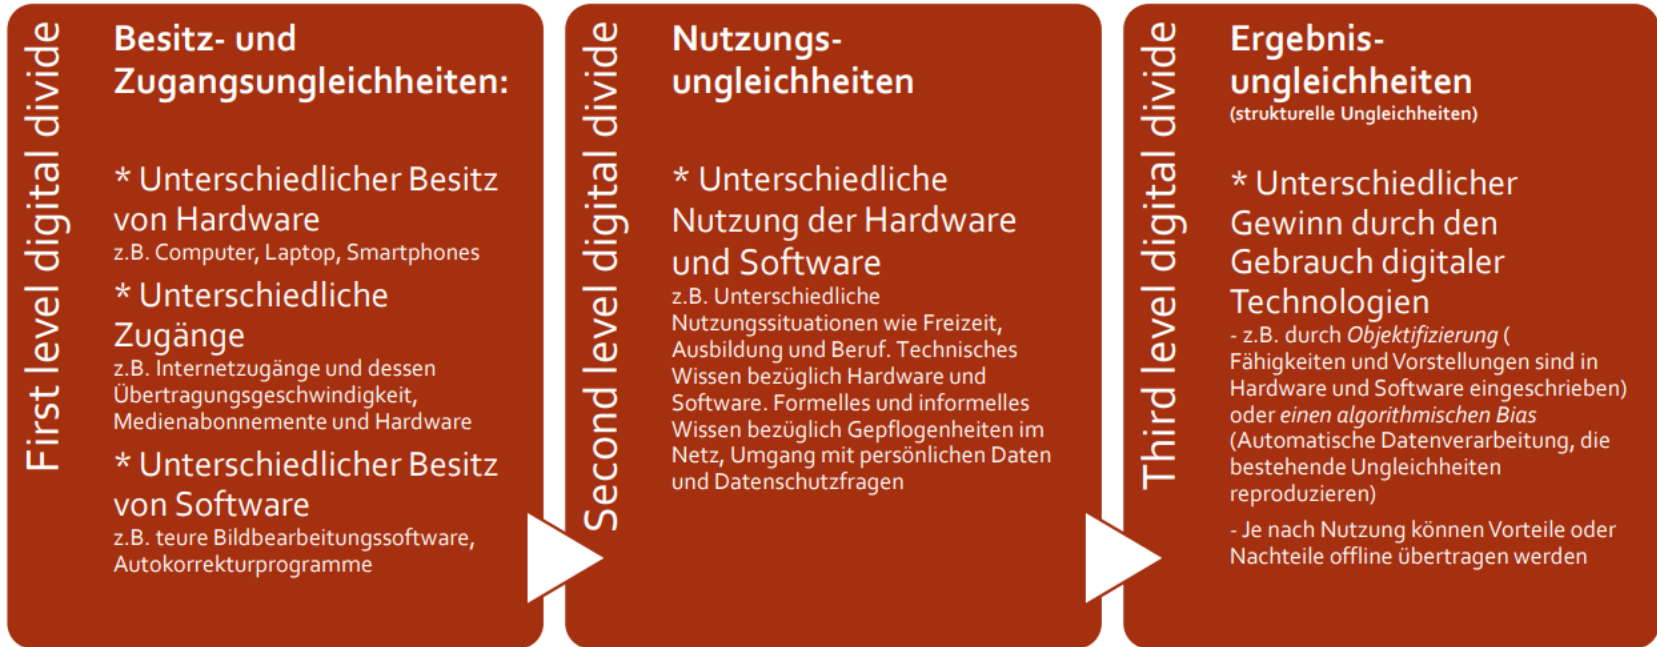 First level digital divide
Besitz- und
Zugangsungleichheiten:
* Unterschiedlicher Besitz
von Hardware
z.B. Computer, Laptop, Smartphones
* Unterschiedliche
Zugänge
z.B. Internetzugänge und dessen
Übertragungsgeschwindigkeit,
Medienabonnemente und Hardware
* Unterschiedlicher Besitz
von Software
z.B. teure Bildbearbeitungssoftware,
Autokorrekturprogramme
Second level digital divide
Nutzungs-
ungleichheiten
* Unterschiedliche
Nutzung der Hardware
und Software
z.B. Unterschiedliche
Nutzungssituationen wie Freizeit,
Ausbildung und Beruf. Technisches
Wissen bezüglich Hardware und
Software. Formelles und informelles
Wissen bezüglich Gepflogenheiten im
Netz, Umgang mit persönlichen Daten
und Datenschutzfragen
Third level digital divide
Ergebnis-
ungleichheiten
(strukturelle Ungleichheiten)
* Unterschiedlicher
Gewinn durch den
Gebrauch digitaler
Technologien
- z.B. durch Objektifizierung (
Fähigkeiten und Vorstellungen sind in
Hardware und Software eingeschrieben)
oder einen algorithmischen Bias
(Automatische Datenverarbeitung, die
bestehende Ungleichheiten
reproduzieren)
- Je nach Nutzung können Vorteile oder
Nachteile offline übertragen werden